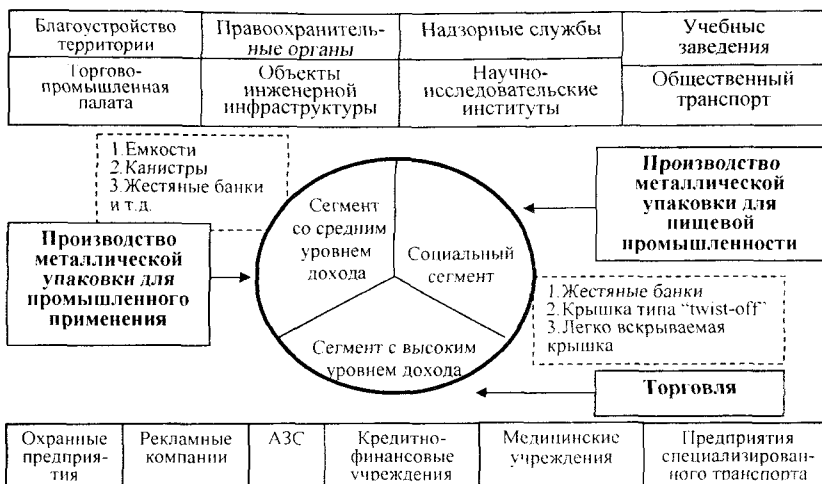 Благоустройство территории
Правоохранитель-
ные органы
Надзорные службы
Учебные
заведения
Торгово-
промышленная
палата
Объекты
инженерной
инфраструктуры
Научно-
исследовательские
институты
Общественный
транспорт
1.Емкости
2.Канистры
3.Жестяные банки
и т.д.
Производство
металлической
упаковки для
промышленного
применения
Сегмент
со средним
уровнем
дохода
Социальный
сегмент
Сегмент с высоким
уровнем дохода
Производство
металлической
упаковки для
пищевой
промышленности
1. Жестяные банки
2. Крышка типа “twist-off”
3. Легко вскрываемая
крышка
Торговля
Охранные
предприя-
тия
Рекламные
компании
АЗС
Кредитно-
финансовые
учреждения
Медицинские
учреждения
Предприятия
специализирован-
ного транспорта